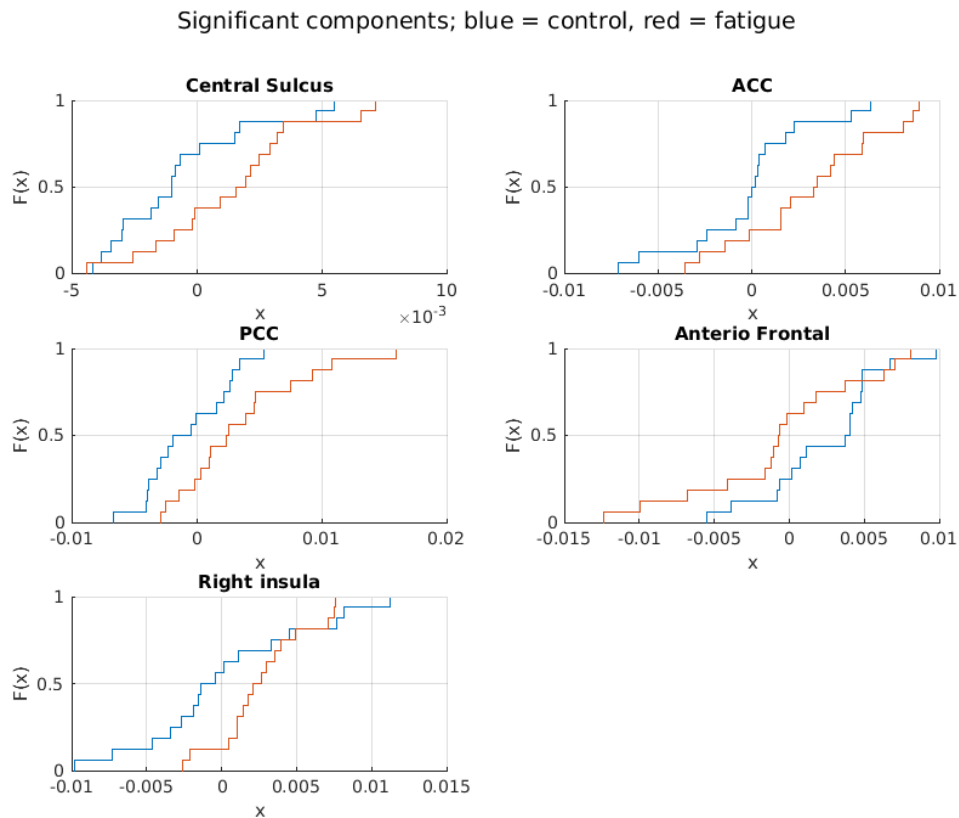 Significant components; blue = control, red = fatigue
Central Sulcus
F(x)
1
0.5
0
-5 0 5 10
x
×10⁻³
ACC
F(x)
1
0.5
0
-0.01 -0.005 0 0.005 0.01
x
PCC
F(x)
1
0.5
0
-0.01 0 0.01 0.02
x
Anterio Frontal
F(x)
1
0.5
0
-0.015 -0.01 -0.005 0 0.005 0.01
x
Right insula
F(x)
1
0.5
0
-0.01 -0.005 0 0.005 0.01 0.015
x